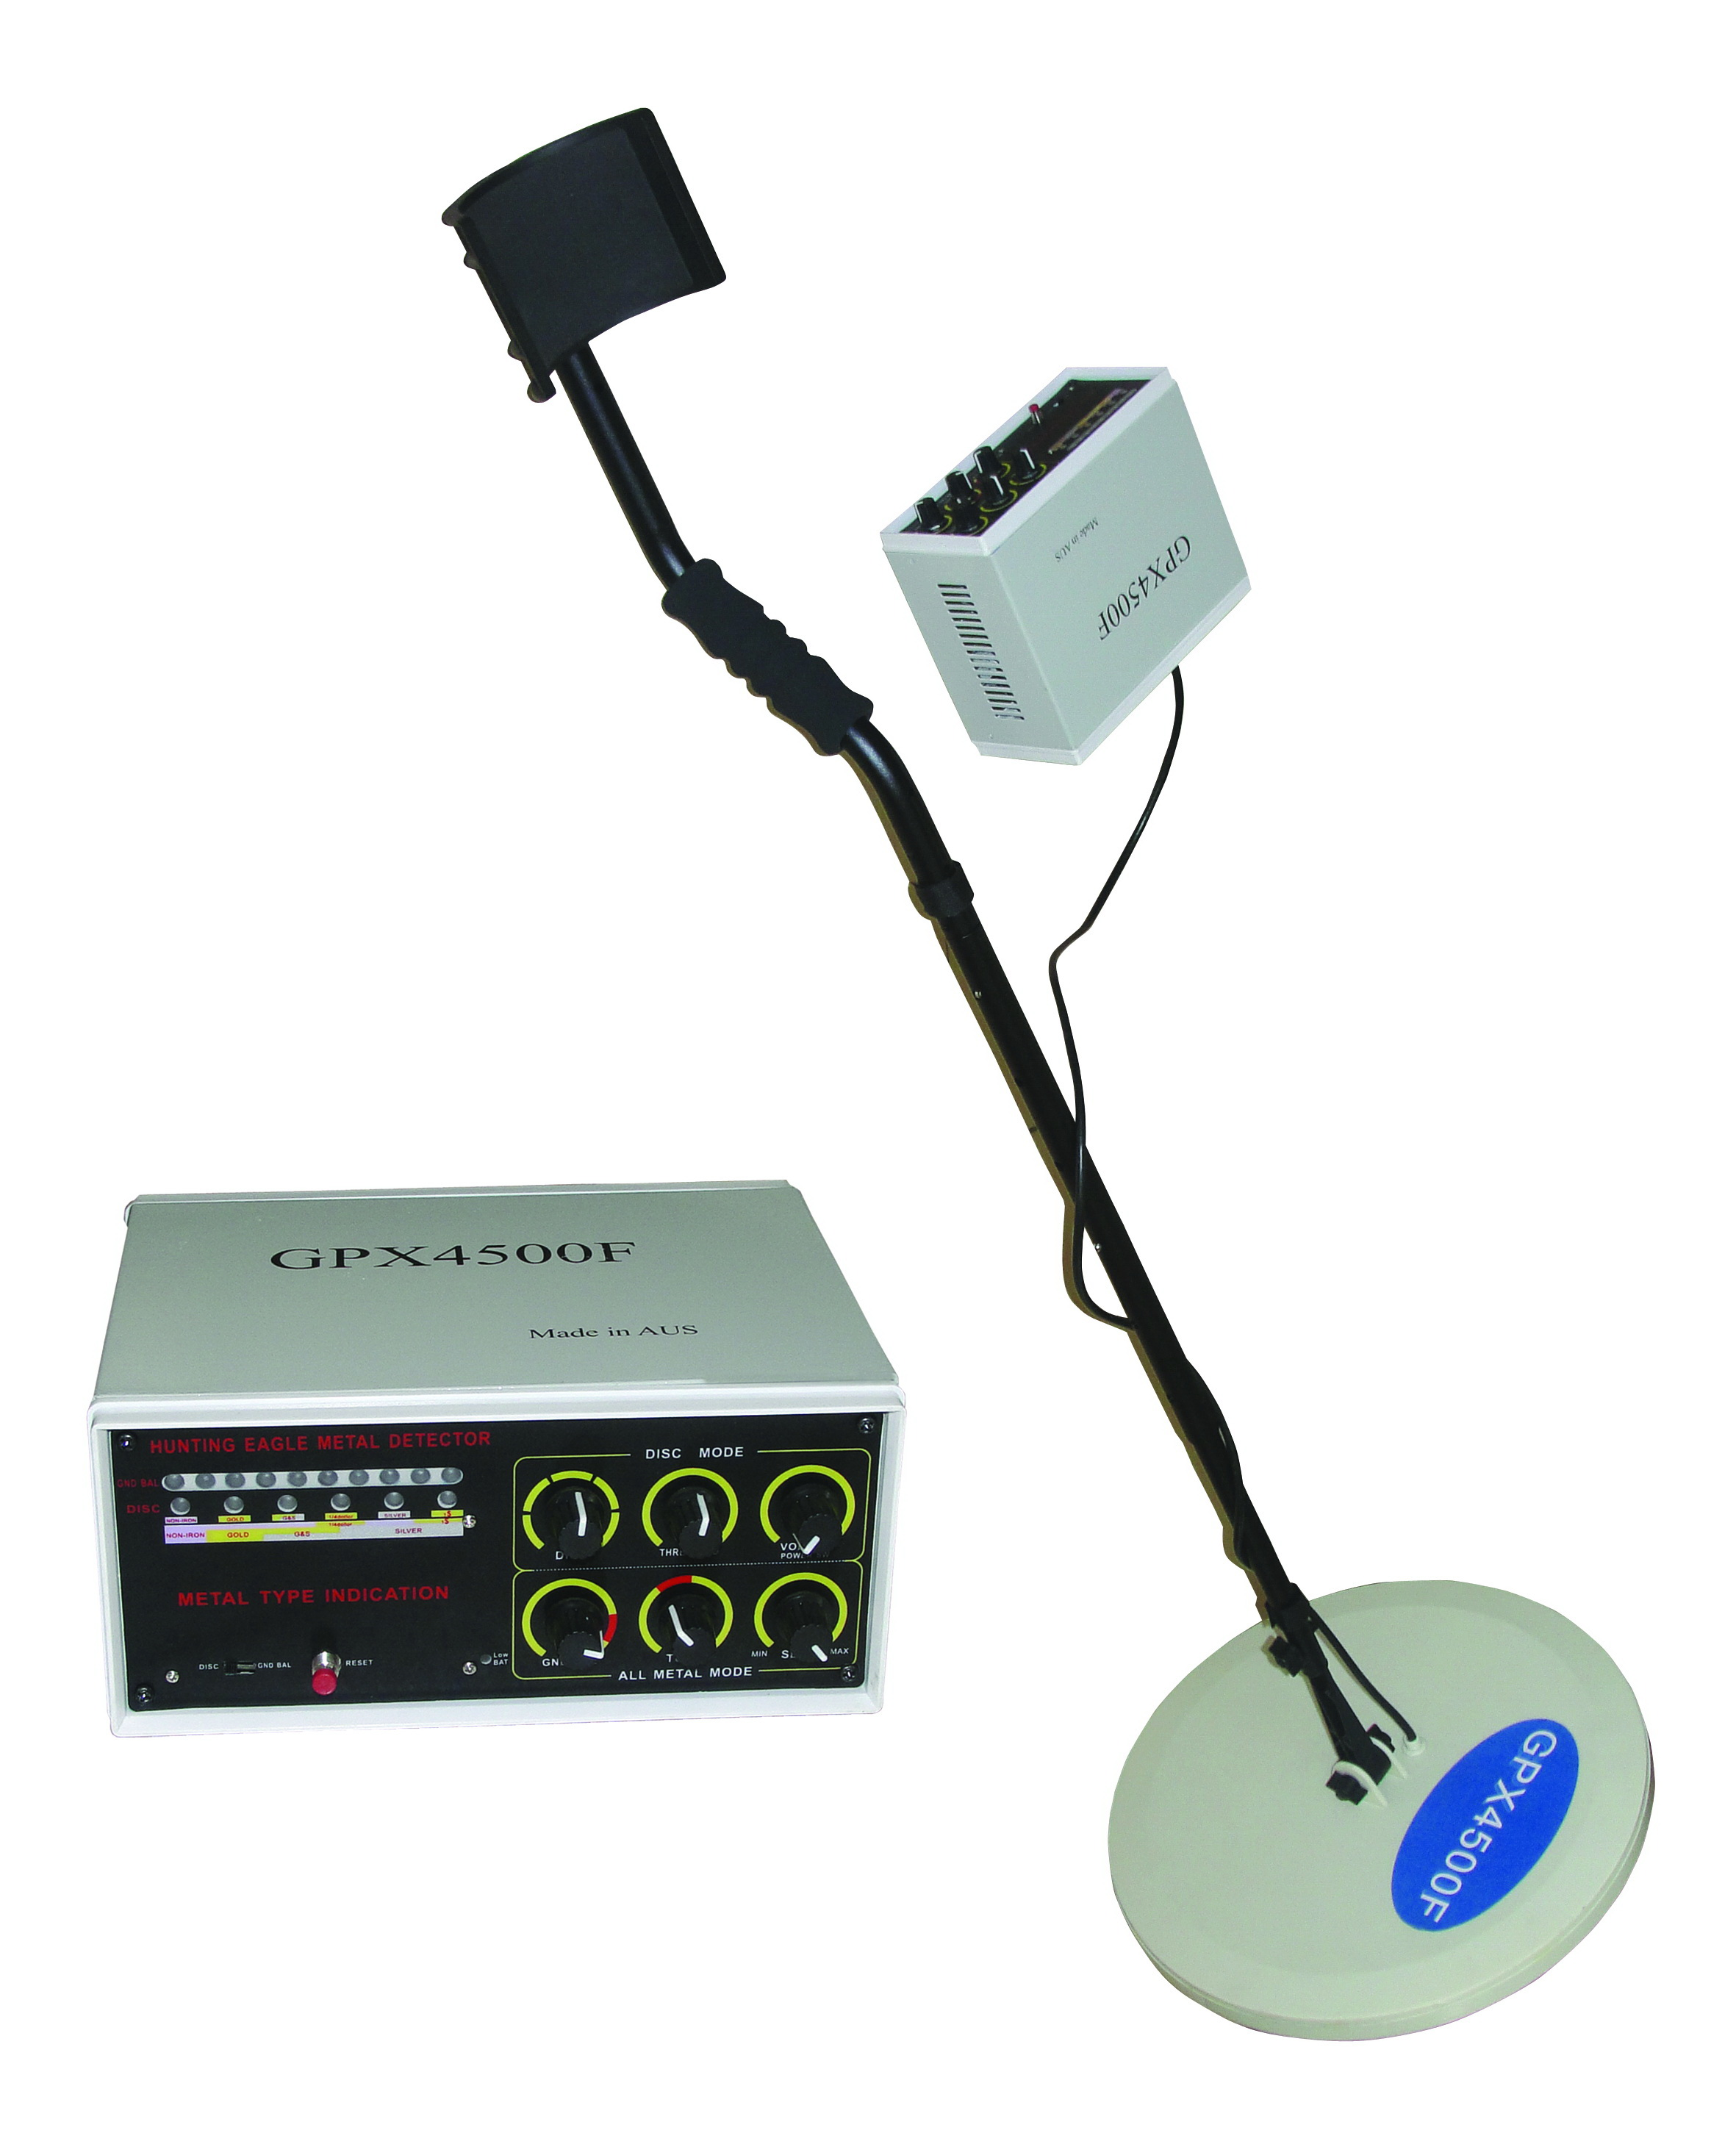 Made in AUS
GPX4500F
GPX4500F
Made in AUS
HUNTING EAGLE METAL DETECTOR
DISC MODE
GND BAL
DISC
NON-IRON GOLD G&S SILVER
NON-IRON GOLD G&S SILVER
METAL TYPE INDICATION
DISC GND BAL
RESET
Low
BAT
MIN
MAX
ALL METAL MODE
GPX4500F